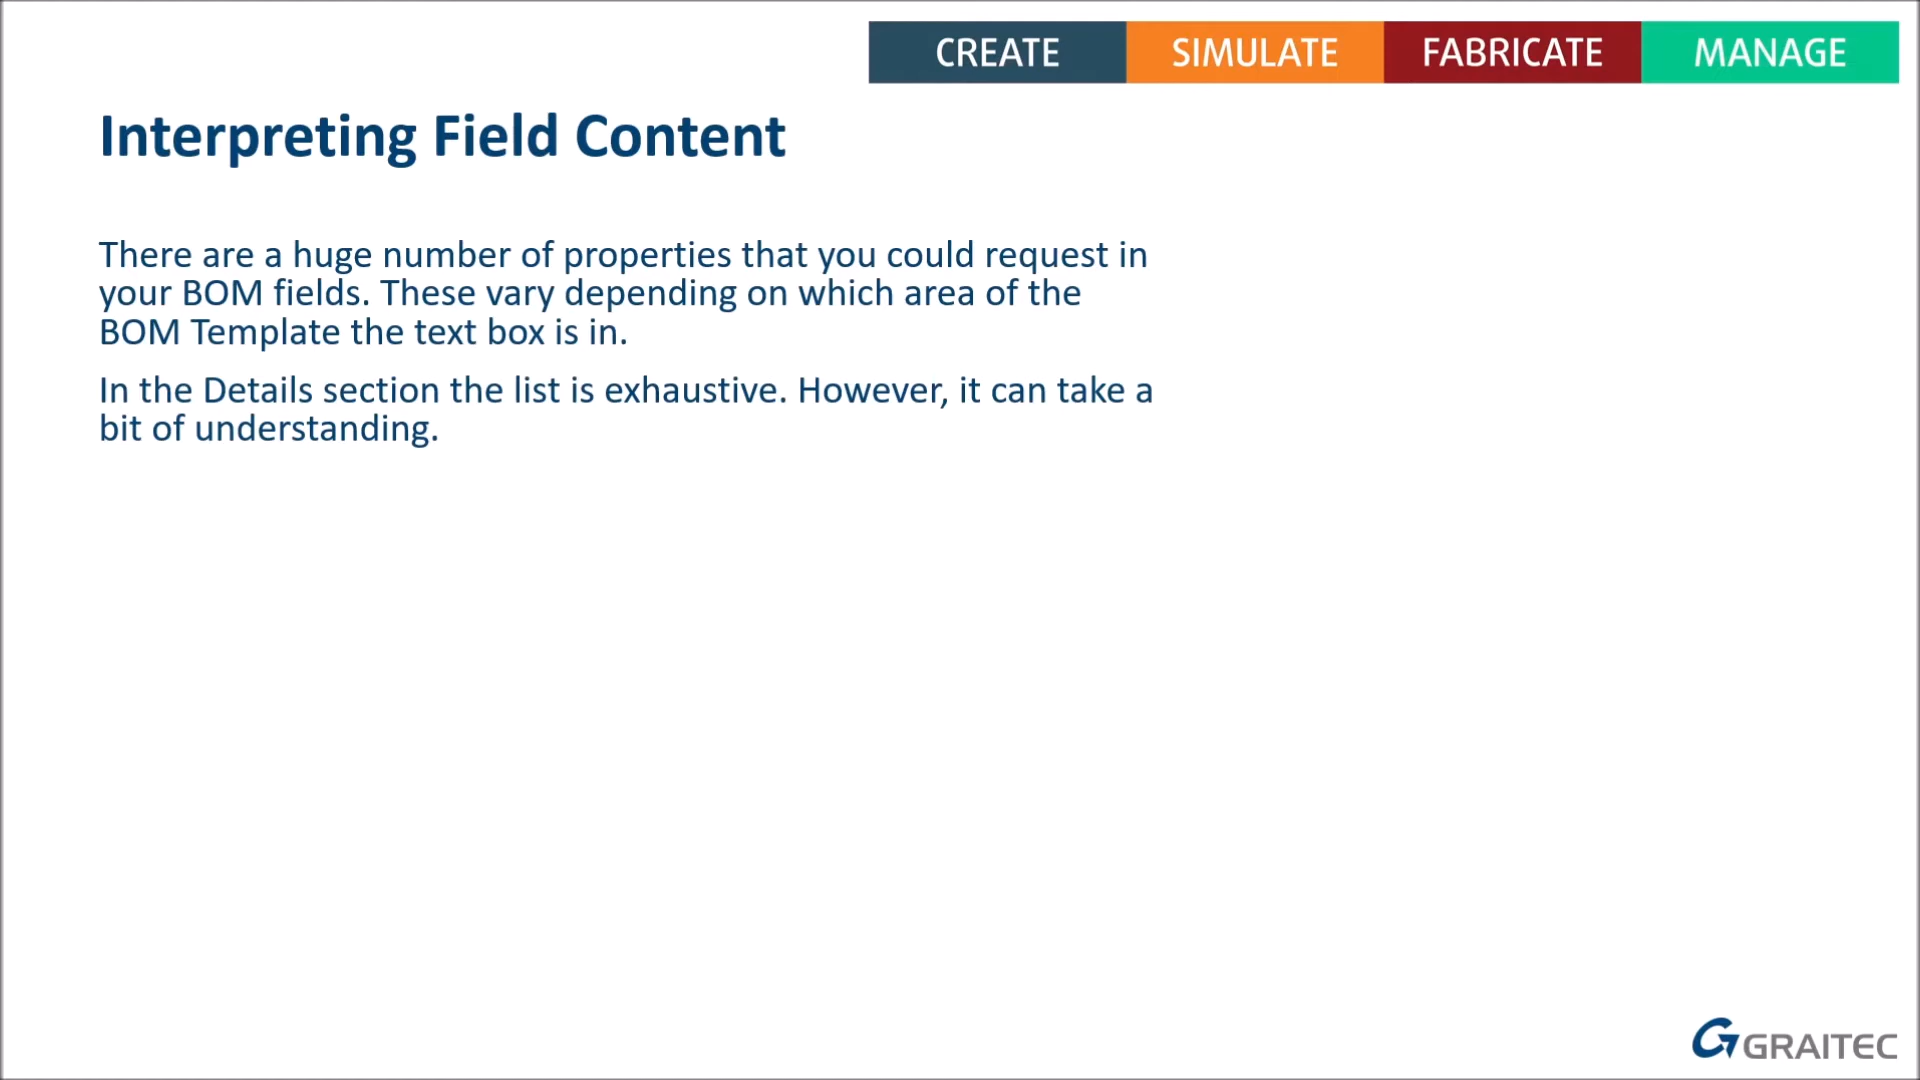 CREATE SIMULATE FABRICATE MANAGE
Interpreting Field Content
There are a huge number of properties that you could request in
your BOM fields. These vary depending on which area of the
BOM Template the text box is in.
In the Details section the list is exhaustive. However, it can take a
bit of understanding.
GRAITEC